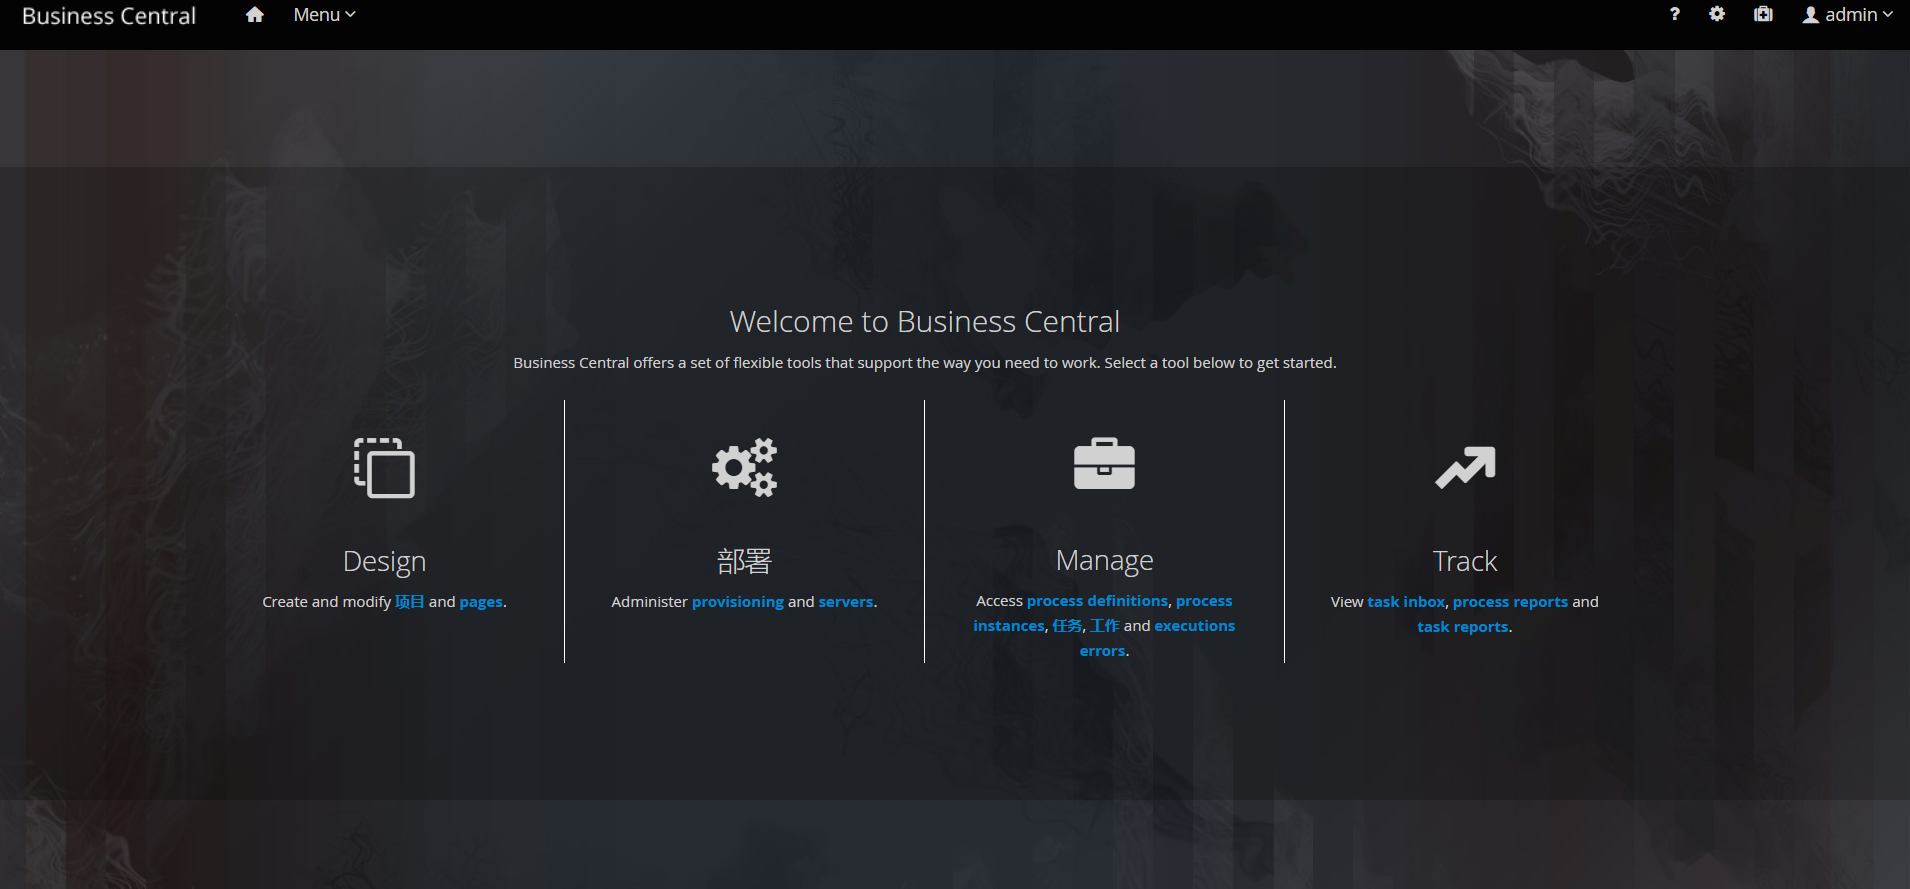 Business Central
Menu
? admin
Welcome to Business Central
Business Central offers a set of flexible tools that support the way you need to work. Select a tool below to get started.
Design
Create and modify 项目 and pages.
部署
Administer provisioning and servers.
Manage
Access process definitions, process
instances, 任务, 工作 and executions
errors.
Track
View task inbox, process reports and
task reports.